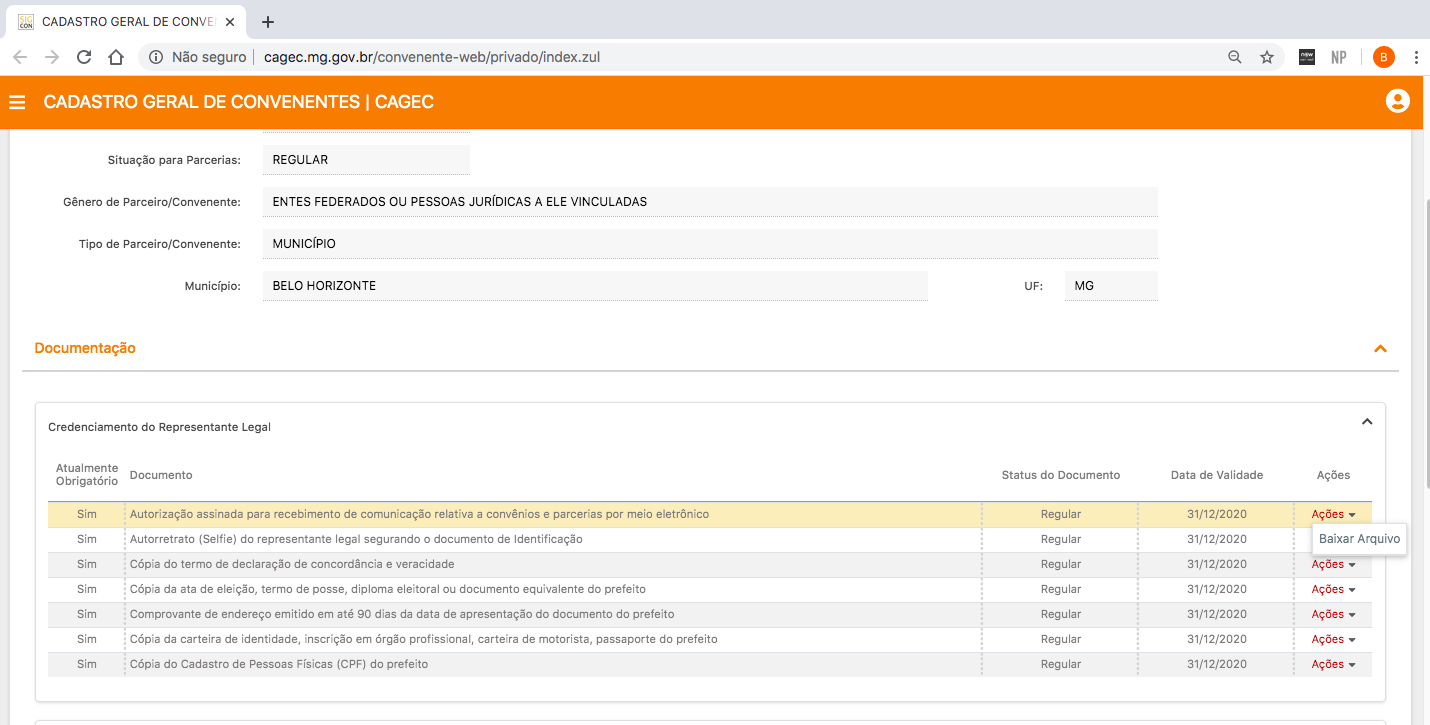 SIG
CON
CADASTRO GERAL DE CONVE
Não seguro
cagec.mg.gov.br/convenente-web/privado/index.zul
NP
B
CADASTRO GERAL DE CONVENENTES | CAGEC
Situação para Parcerias: REGULAR
Gênero de Parceiro/Convenente: ENTES FEDERADOS OU PESSOAS JURÍDICAS A ELE VINCULADAS
Tipo de Parceiro/Convenente: MUNICÍPIO
Município: BELO HORIZONTE UF: MG
Documentação
Credenciamento do Representante Legal
Atualmente
Obrigatório Documento Status do Documento Data de Validade Ações
Sim Autorização assinada para recebimento de comunicação relativa a convênios e parcerias por meio eletrônico Regular 31/12/2020 Ações
Sim Autorretrato (Selfie) do representante legal segurando o documento de Identificação Regular 31/12/2020 Baixar Arquivo
Sim Cópia do termo de declaração de concordância e veracidade Regular 31/12/2020 Ações
Sim Cópia da ata de eleição, termo de posse, diploma eleitoral ou documento equivalente do prefeito Regular 31/12/2020 Ações
Sim Comprovante de endereço emitido em até 90 dias da data de apresentação do documento do prefeito Regular 31/12/2020 Ações
Sim Cópia da carteira de identidade, inscrição em órgão profissional, carteira de motorista, passaporte do prefeito Regular 31/12/2020 Ações
Sim Cópia do Cadastro de Pessoas Físicas (CPF) do prefeito Regular 31/12/2020 Ações